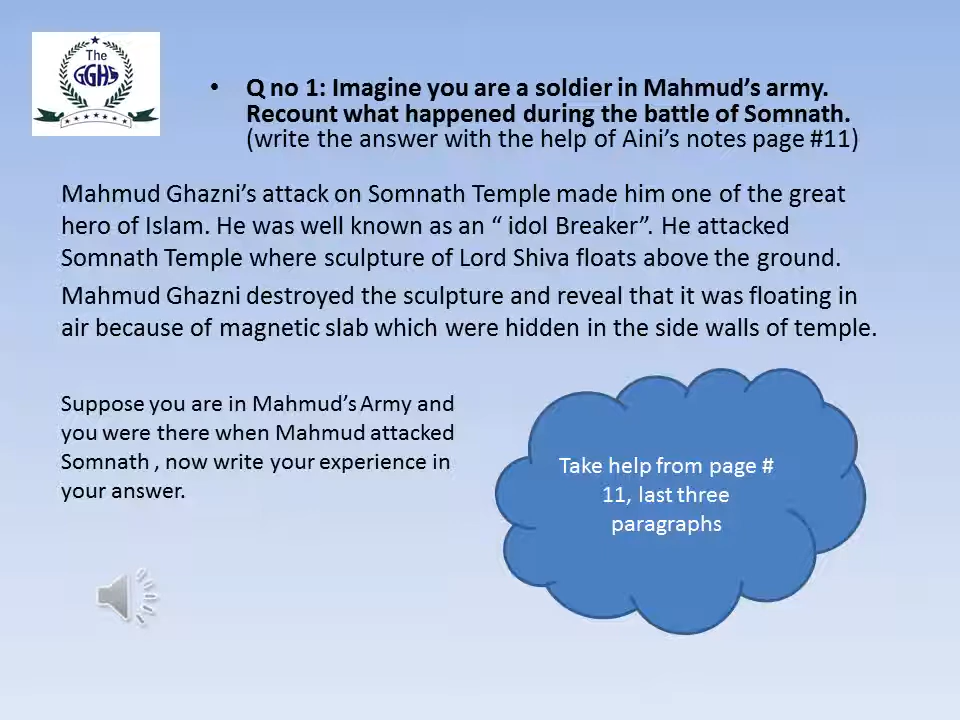 The
GGHS
• Q no 1: Imagine you are a soldier in Mahmud’s army.
Recount what happened during the battle of Somnath.
(write the answer with the help of Aini’s notes page #11)
Mahmud Ghazni’s attack on Somnath Temple made him one of the great
hero of Islam. He was well known as an “ idol Breaker”. He attacked
Somnath Temple where sculpture of Lord Shiva floats above the ground.
Mahmud Ghazni destroyed the sculpture and reveal that it was floating in
air because of magnetic slab which were hidden in the side walls of temple.
Suppose you are in Mahmud’s Army and
you were there when Mahmud attacked
Somnath , now write your experience in
your answer.
Take help from page #
11, last three
paragraphs